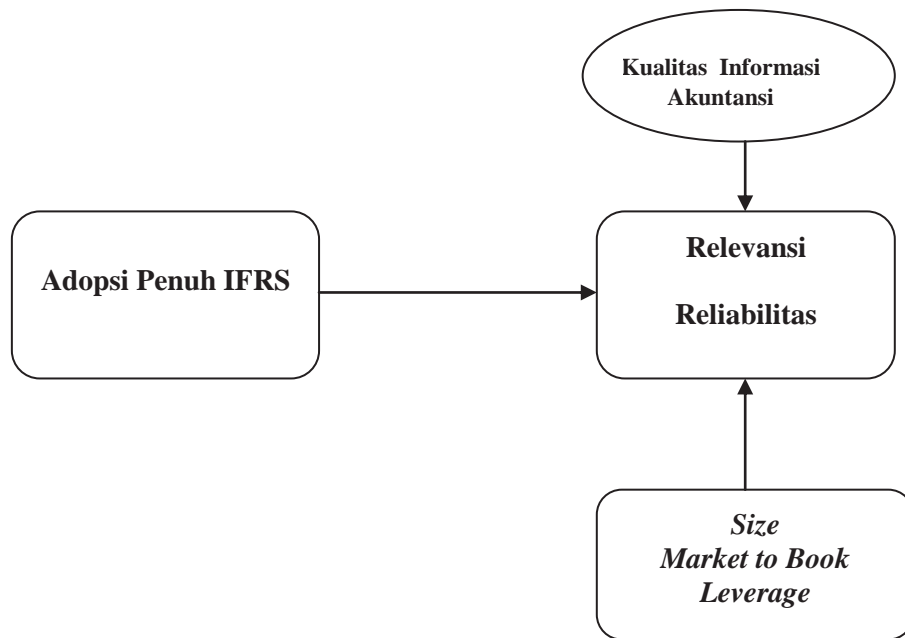 Kualitas Informasi
Akuntansi
Adopsi Penuh IFRS
Relevansi
Reliabilitas
Size
Market to Book
Leverage